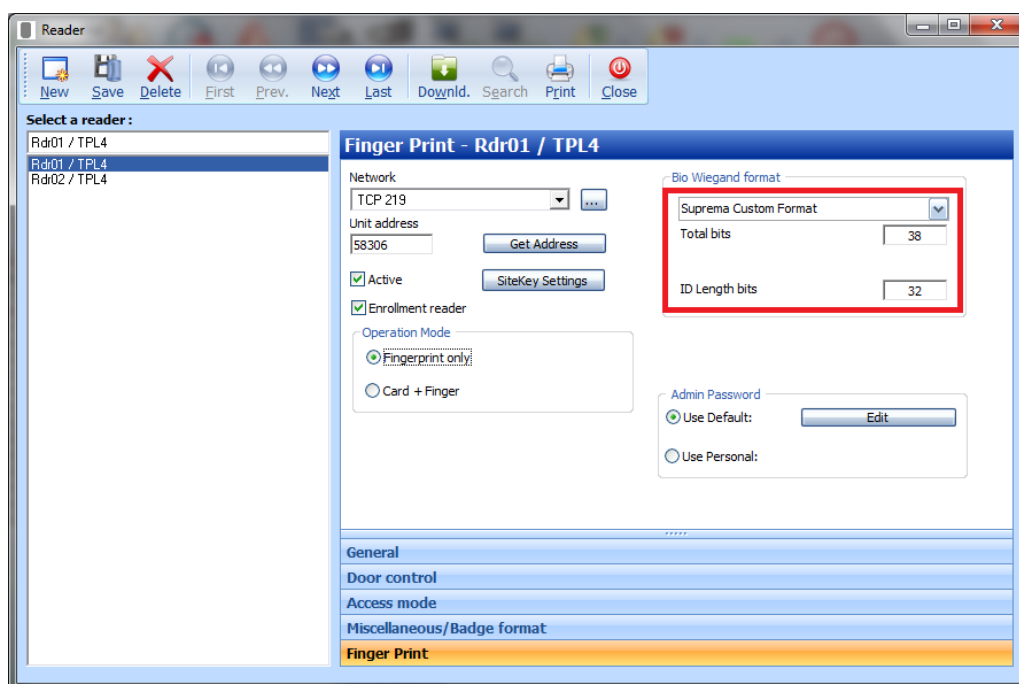 Reader
New Save Delete First Prev. Next Last Downld. Search Print Close
Select a reader :
Rdr01 / TPL4
Rdr01 / TPL4
Rdr02 / TPL4
Finger Print - Rdr01 / TPL4
Network
TCP 219
...
Unit address
58306
Get Address
Active
SiteKey Settings
Enrollment reader
Operation Mode
Fingerprint only
Card + Finger
Bio Wiegand format
Suprema Custom Format
Total bits
38
ID Length bits
32
Admin Password
Use Default:
Edit
Use Personal:
General
Door control
Access mode
Miscellaneous/Badge format
Finger Print